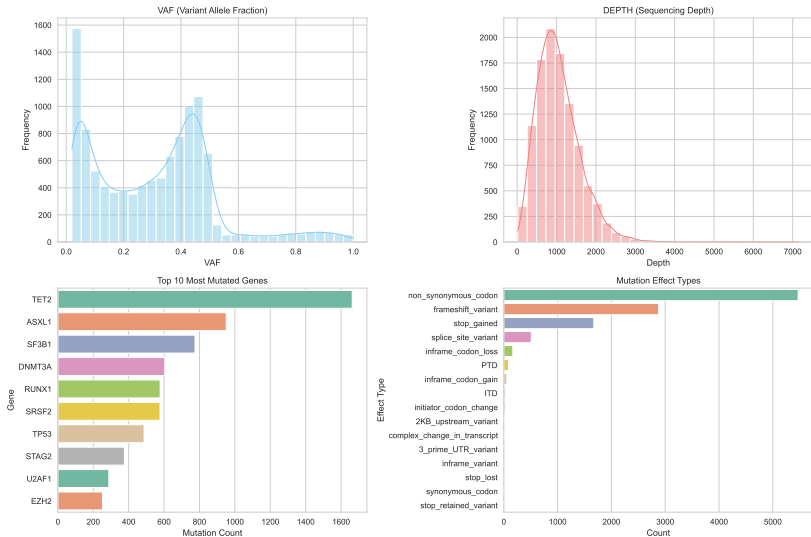 VAF (Variant Allele Fraction)
1600
1400
1200
1000
800
600
400
200
0
Frequency
0.0 0.2 0.4 0.6 0.8 1.0
VAF
DEPTH (Sequencing Depth)
2000
1750
1500
1250
1000
750
500
250
0
Frequency
0 1000 2000 3000 4000 5000 6000 7000
Depth
Top 10 Most Mutated Genes
TET2
ASXL1
SF3B1
DNMT3A
RUNX1
SRSF2
TP53
STAG2
U2AF1
EZH2
Gene
0 200 400 600 800 1000 1200 1400 1600
Mutation Count
Mutation Effect Types
non_synonymous_codon
frameshift_variant
stop_gained
splice_site_variant
inframe_codon_loss
PTD
inframe_codon_gain
ITD
initiator_codon_change
2KB_upstream_variant
complex_change_in_transcript
3_prime_UTR_variant
inframe_variant
stop_lost
synonymous_codon
stop_retained_variant
Effect Type
0 1000 2000 3000 4000 5000
Count